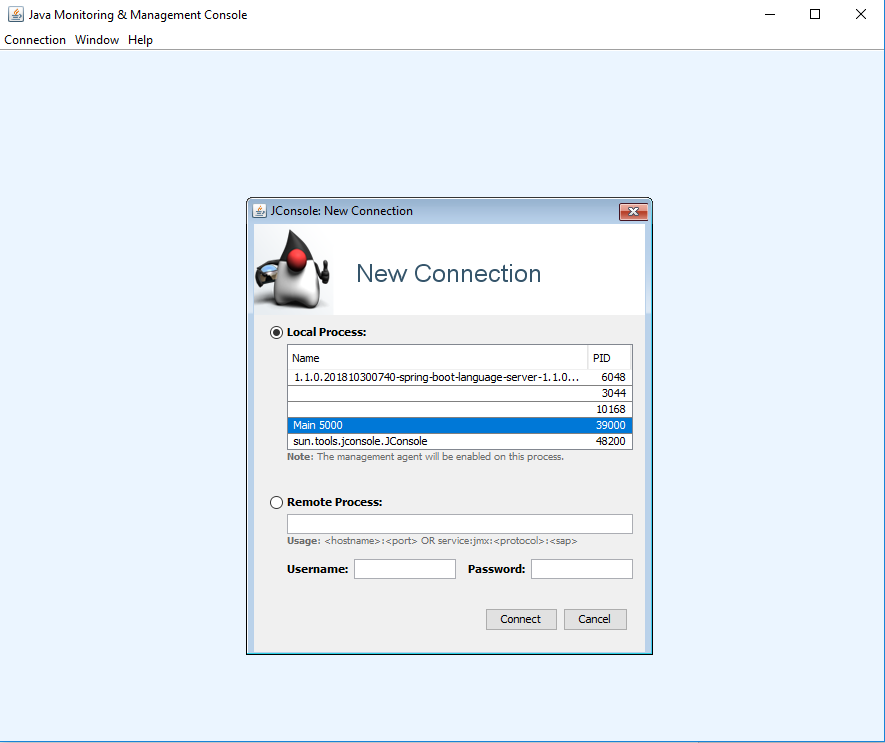 Java Monitoring & Management Console
Connection Window Help
JConsole: New Connection
New Connection
Local Process:
Name PID
1.1.0.201810300740-spring-boot-language-server-1.1.0... 6048
3044
10168
Main 5000 39000
sun.tools.jconsole.JConsole 48200
Note: The management agent will be enabled on this process.
Remote Process:
Usage: <hostname>:<port> OR service:jmx:<protocol>:<sap>
Username: Password:
Connect Cancel